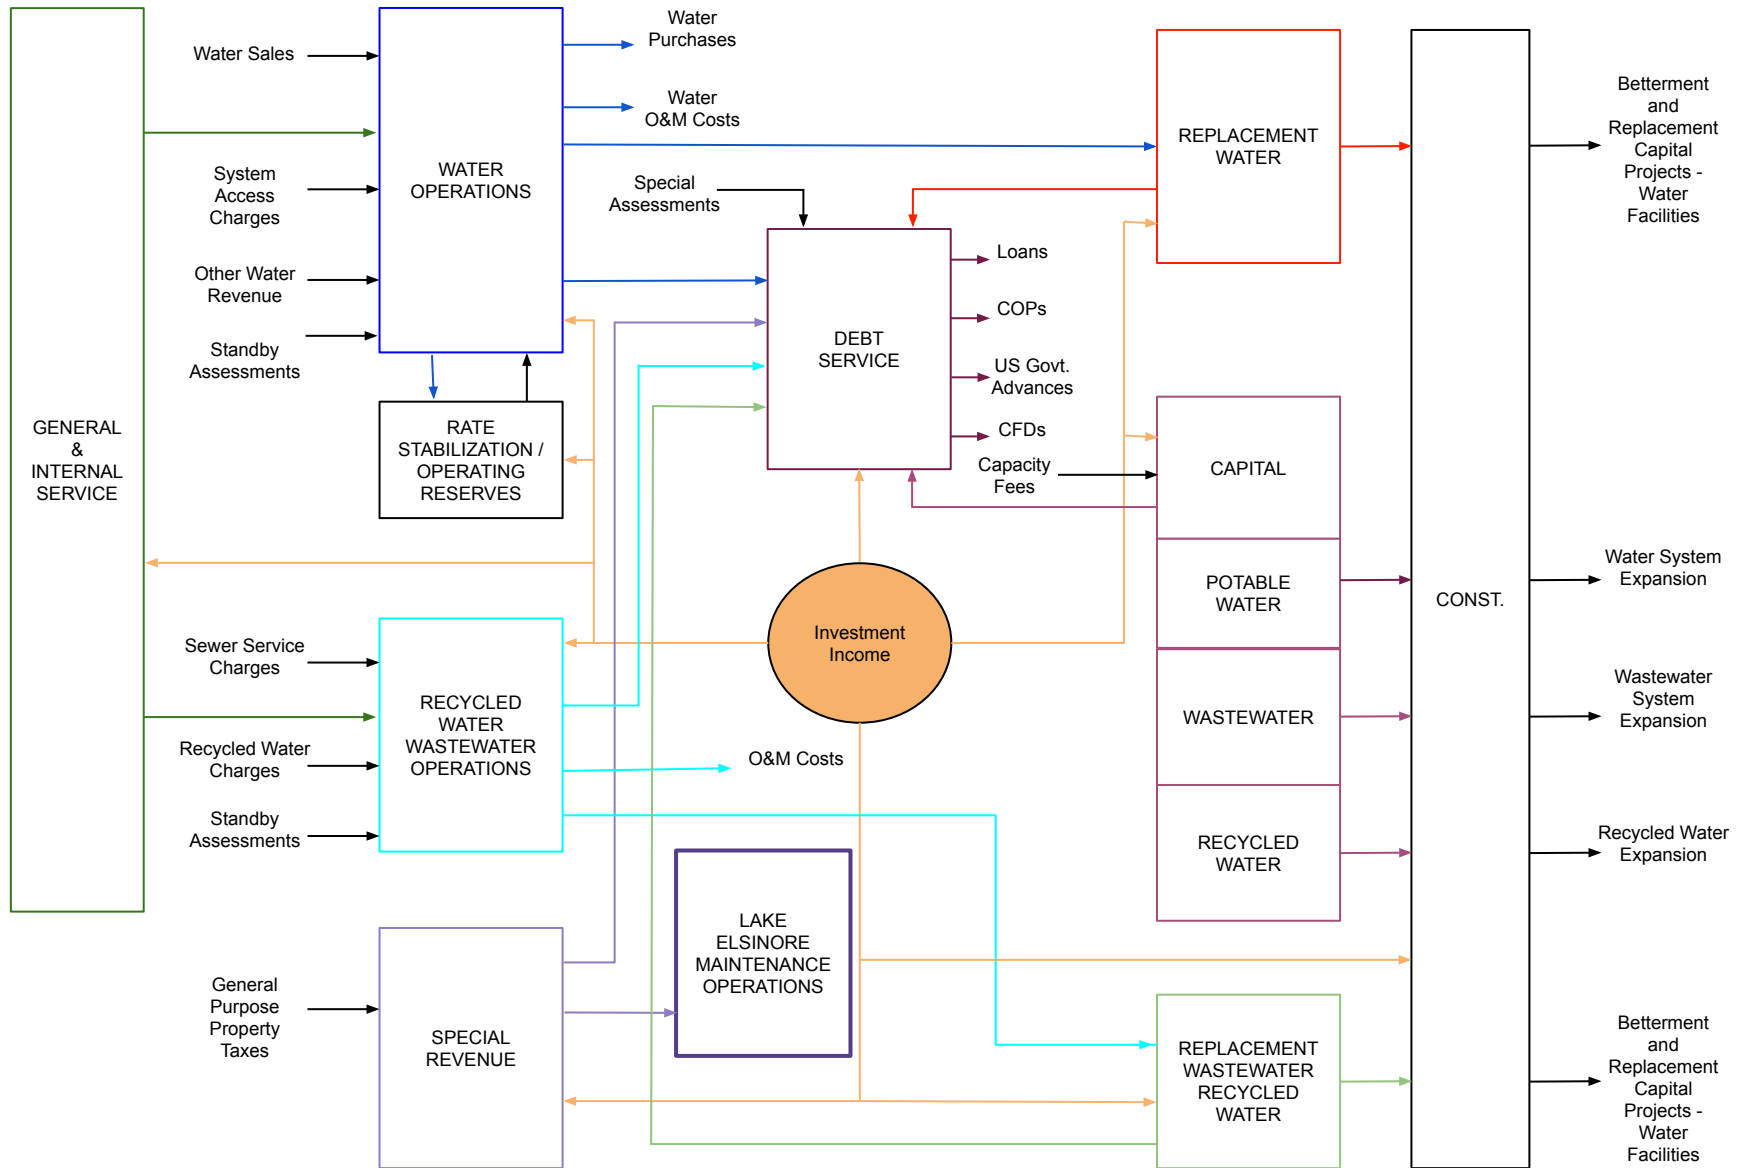 GENERAL
&
INTERNAL
SERVICE
Water Sales
System
Access
Charges
Other Water
Revenue
Standby
Assessments
WATER
OPERATIONS
Water
Purchases
Water
O&M Costs
RATE
STABILIZATION /
OPERATING
RESERVES
Special
Assessments
DEBT
SERVICE
Loans
COPs
US Govt.
Advances
CFDs
Capacity
Fees
REPLACEMENT
WATER
CAPITAL
POTABLE
WATER
WASTEWATER
RECYCLED
WATER
CONST.
Betterment
and
Replacement
Capital
Projects -
Water
Facilities
Water System
Expansion
Wastewater
System
Expansion
Recycled Water
Expansion
Investment
Income
Sewer Service
Charges
Recycled Water
Charges
Standby
Assessments
RECYCLED
WATER
WASTEWATER
OPERATIONS
O&M Costs
General
Purpose
Property
Taxes
SPECIAL
REVENUE
LAKE
ELSINORE
MAINTENANCE
OPERATIONS
REPLACEMENT
WASTEWATER
RECYCLED
WATER
Betterment
and
Replacement
Capital
Projects -
Water
Facilities